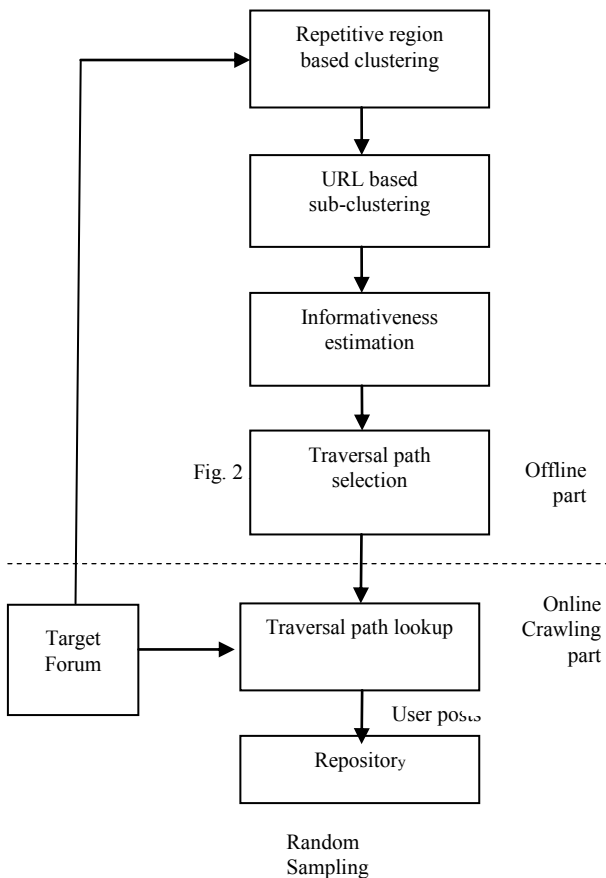 Repetitive region
based clustering
URL based
sub-clustering
Informativeness
estimation
Fig. 2
Traversal path
selection
Offline
part
Target
Forum
Traversal path lookup
Online
Crawling
part
User posts
Repository
Random
Sampling